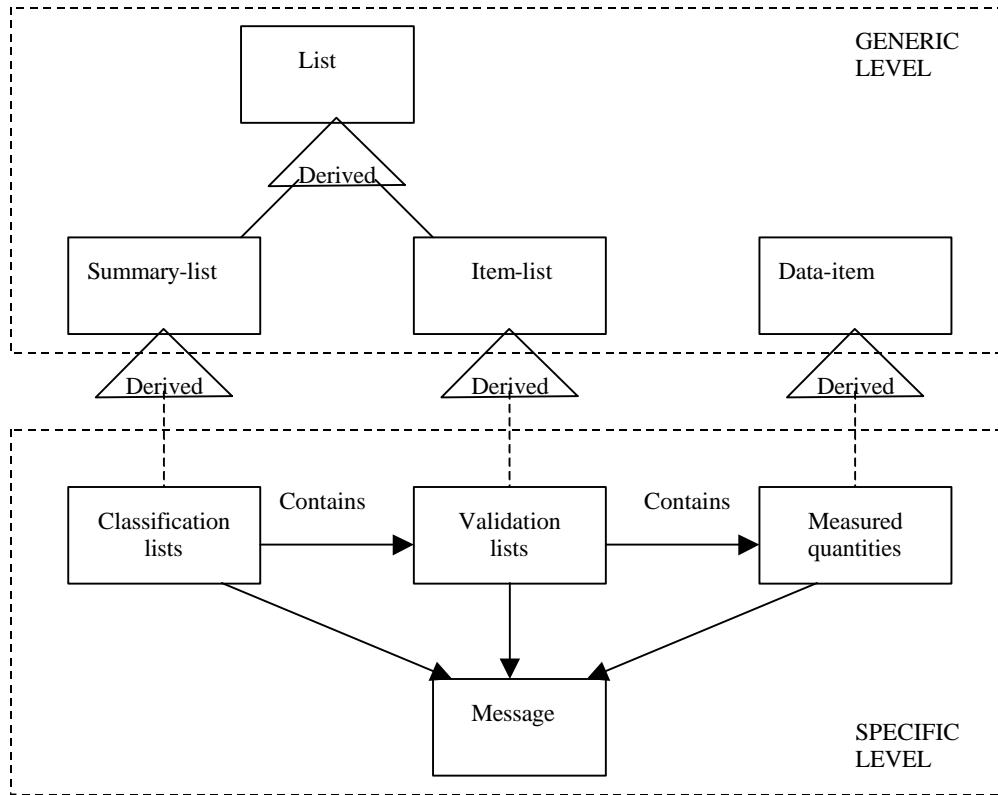 List
GENERIC
LEVEL
Derived
Summary-list
Item-list
Data-item
Derived
Derived
Derived
Classification
lists
Contains
Validation
lists
Contains
Measured
quantities
Message
SPECIFIC
LEVEL